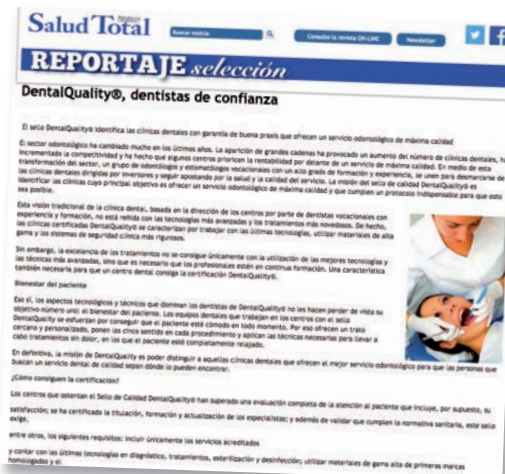 Salud Total
Buscar noticia
Consulta la revista ON LINE
Newsletter
REPORTAJE selección
DentalQuality®, dentistas de confianza
El sello DentalQuality® identifica las clínicas dentales con garantía de buena praxis que ofrecen un servicio odontológico de máxima calidad
El sector odontológico ha cambiado mucho en los últimos años. La aparición de grandes cadenas ha provocado un aumento del número de clínicas dentales, ha
incrementado la competitividad y ha hecho que algunos centros prioricen la rentabilidad por delante de un servicio de máxima calidad. En medio de esta
transformación del sector, un grupo de odontólogos y estomatólogos vocacionales con un alto grado de formación y experiencia, se unen para desmarcarse de
las clínicas dentales dirigidas por inversores y seguir apostando por la salud y la calidad del servicio. La misión del sello de calidad DentalQuality® es
identificar las clínicas cuyo principal objetivo es ofrecer un servicio odontológico de máxima calidad y que cumplen un protocolo indispensable para que esto
sea posible.
Esta visión tradicional de la clínica dental, basada en la dirección de los centros por parte de dentistas vocacionales con
experiencia y formación, no está reñida con las tecnologías más avanzadas y los tratamientos más novedosos. De hecho,
las clínicas certificadas DentalQuality® se caracterizan por trabajar con las últimas tecnologías, utilizar materiales de alta
gama y los sistemas de seguridad clínica más rigurosos.
Sin embargo, la excelencia de los tratamientos no se consigue únicamente con la utilización de las mejores tecnologías y
las técnicas más avanzadas, sino que es necesario que los profesionales estén en continua formación. Una característica
también necesaria para que un centro dental consiga la certificación DentalQuality®.
Bienestar del paciente
Eso sí, los aspectos tecnológicos y técnicos que dominan los dentistas de DentalQuality® no les hacen perder de vista su
objetivo número uno: el bienestar del paciente. Los equipos dentales que trabajan en los centros con el sello
DentalQuality se esfuerzan por conseguir que el paciente esté cómodo en todo momento. Por eso ofrecen un trato
cercano y personalizado, ponen los cinco sentido en cada procedimiento y aplican las técnicas necesarias para llevar a
cabo tratamientos sin dolor, en los que el paciente esté completamente relajado.
En definitiva, la misión de DentalQuality es poder distinguir a aquellas clínicas dentales que ofrecen el mejor servicio odontológico para que las personas que
buscan un servicio dental de calidad sepan dónde lo pueden encontrar.
¿Cómo consiguen la certificación?
Los centros que ostentan el Sello de Calidad DentalQuality® han superado una evaluación completa de la atención al paciente que incluye, por supuesto, su
satisfacción; se ha certificado la titulación, formación y actualización de los especialistas; y además de validar que cumplen la normativa sanitaria, este sello
exige,
entre otros, los siguientes requisitos: incluir únicamente los servicios acreditados
y contar con las últimas tecnologías en diagnóstico, tratamientos, esterilización y desinfección; utilizar materiales de gama alta de primeras marcas
homologadas y el